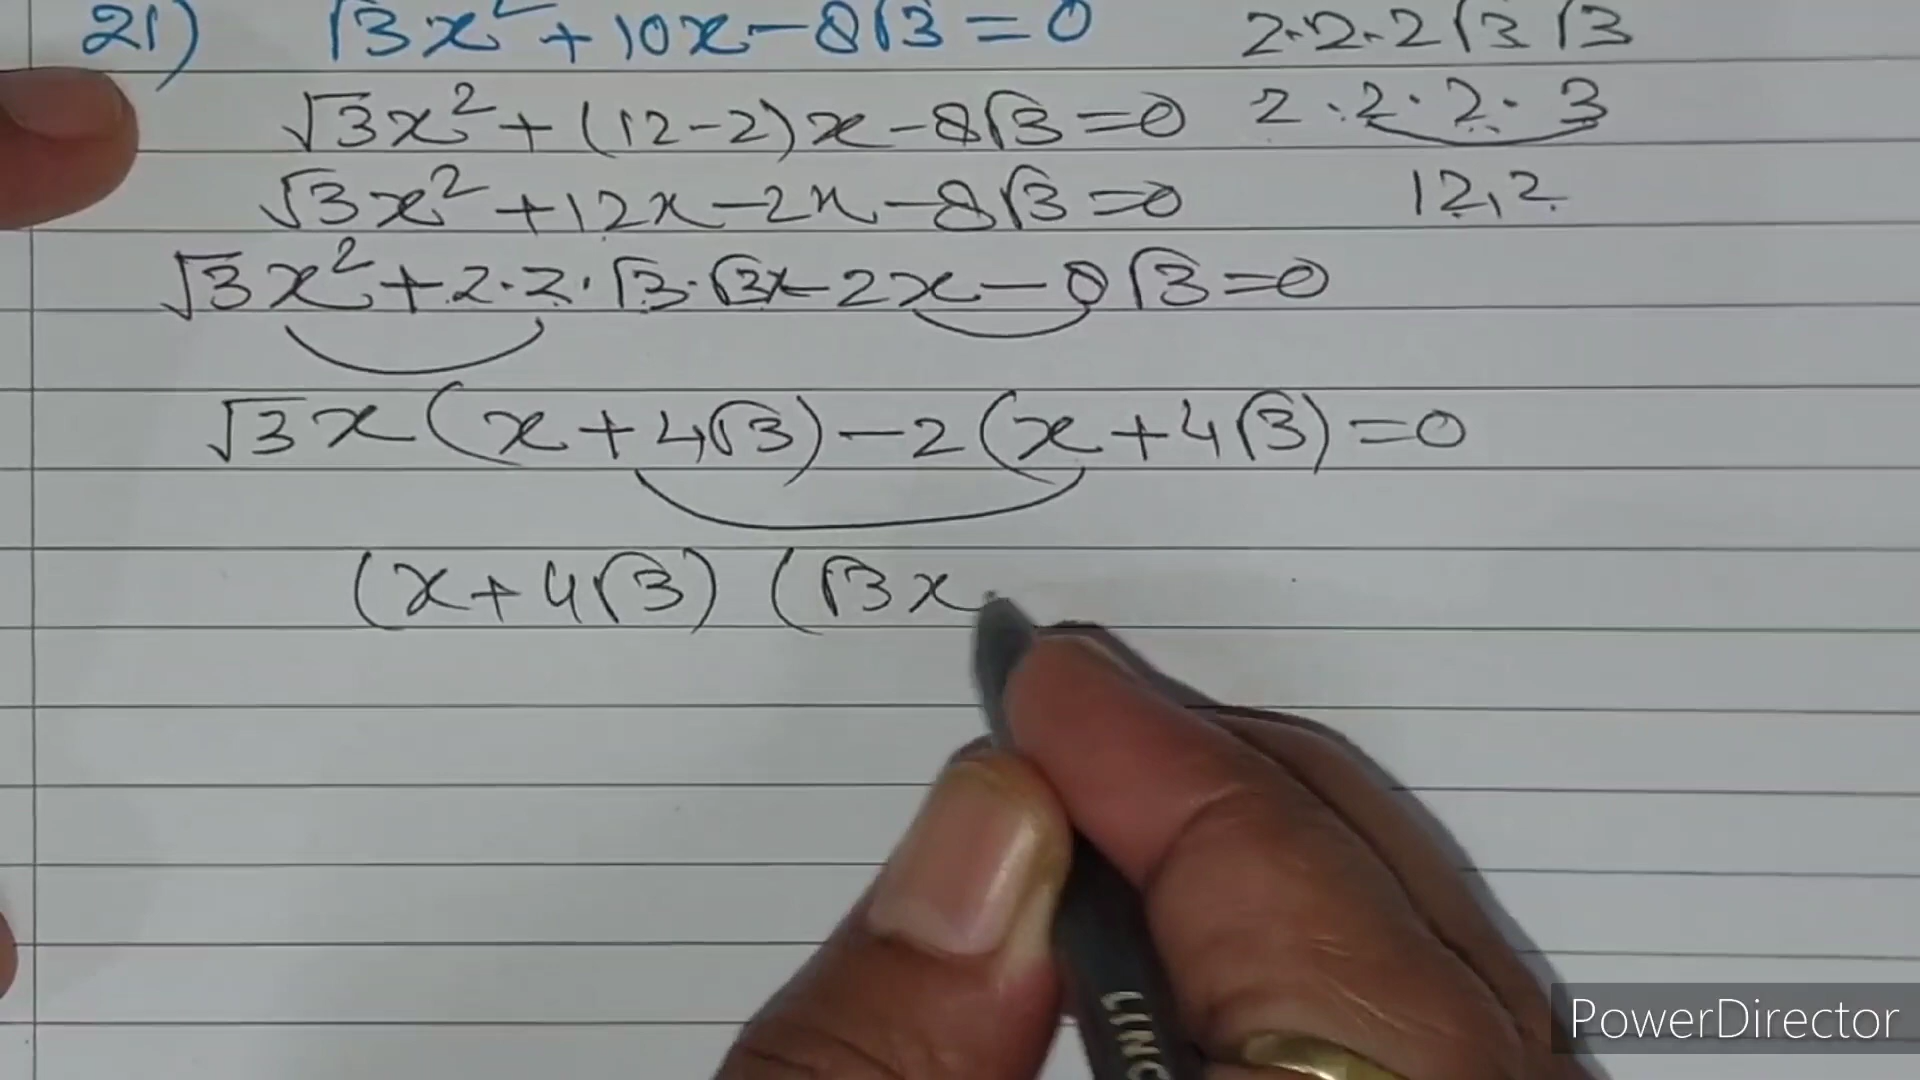 21) √3x² + 10x - 8√3 = 0
2·2·2√3√3
√3x² + (12-2)x - 8√3 = 0
2·2·2·3
√3x² + 12x - 2x - 8√3 = 0
12,2
√3x² + 2·2·√3·√3x - 2x - 8√3 = 0
√3x(x + 4√3) - 2(x + 4√3) = 0
(x + 4√3) (√3x
LINC
PowerDirector